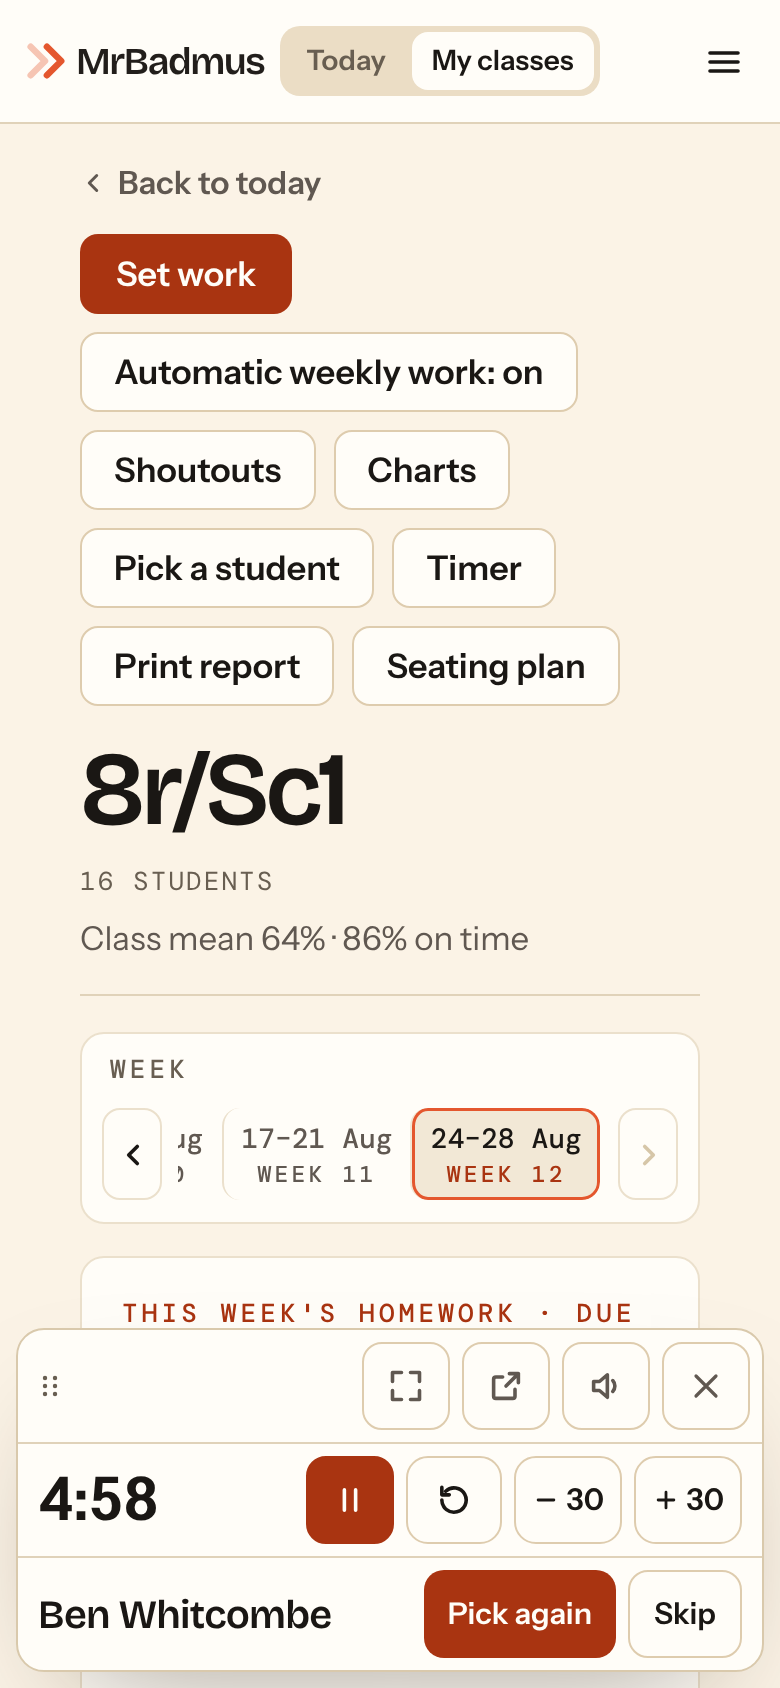 MrBadmus
Today
My classes
Back to today
Set work
Automatic weekly work: on
Shoutouts
Charts
Pick a student
Timer
Print report
Seating plan
8r/Sc1
16 STUDENTS
Class mean 64% · 86% on time
WEEK
17–21 Aug
WEEK 11
24–28 Aug
WEEK 12
THIS WEEK'S HOMEWORK · DUE
4:58
− 30
+ 30
Ben Whitcombe
Pick again
Skip